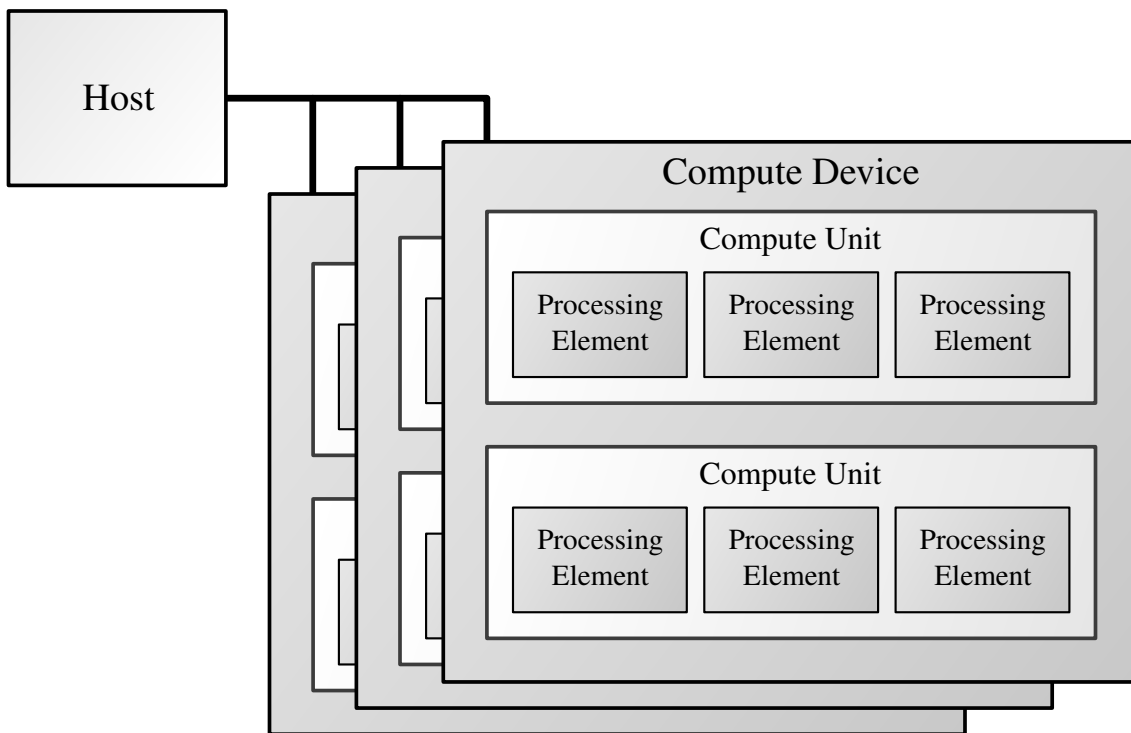 Host
Compute Device
Compute Unit
Processing Element
Processing Element
Processing Element
Compute Unit
Processing Element
Processing Element
Processing Element